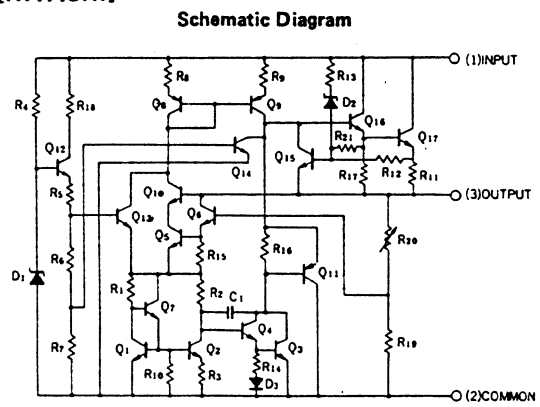 Schematic Diagram
R8
R9
R13
(1)INPUT
R4
R18
Q8
Q9
D2
Q16
Q12
Q14
R21
Q17
Q15
R12
R5
R17
R11
Q10
(3)OUTPUT
Q13
Q6
Q5
R20
R15
R16
R6
Q11
D1
R1
R2
C1
Q7
Q4
R7
Q1
Q2
Q3
R19
R14
R10
R3
D3
(2)COMMON